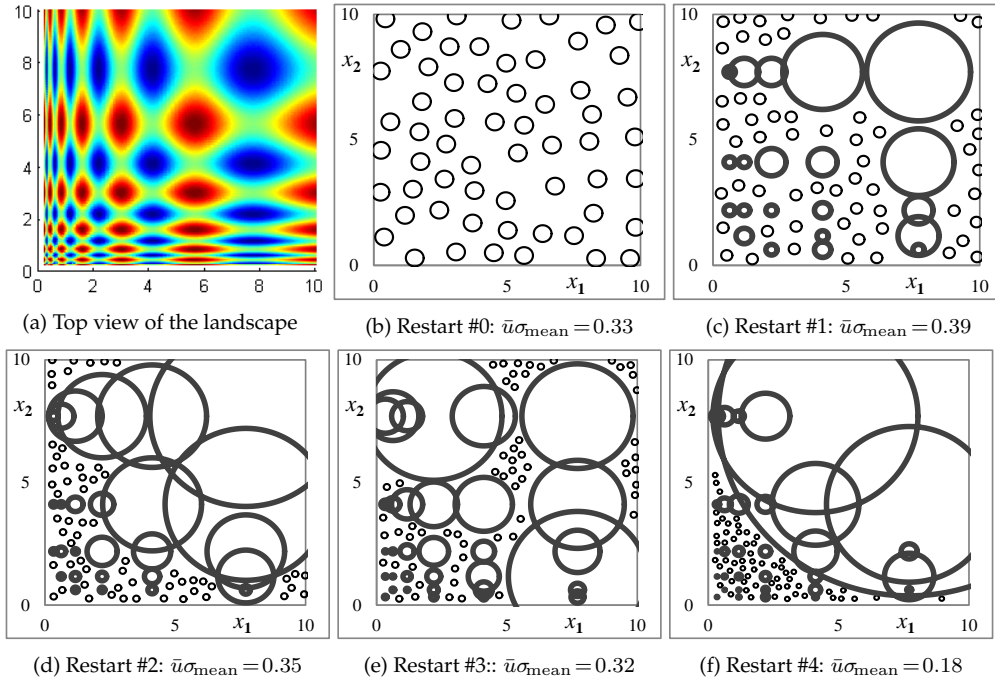 10
8
6
4
2
0
0 2 4 6 8 10
(a) Top view of the landscape
10
x2
5
0
0 5 x1 10
(b) Restart #0: ūσmean = 0.33
10
x2
5
0
0 5 x1 10
(c) Restart #1: ūσmean = 0.39
10
x2
5
0
0 5 x1 10
(d) Restart #2: ūσmean = 0.35
10
x2
5
0
0 5 x1 10
(e) Restart #3:: ūσmean = 0.32
10
x2
5
0
0 5 x1 10
(f) Restart #4: ūσmean = 0.18